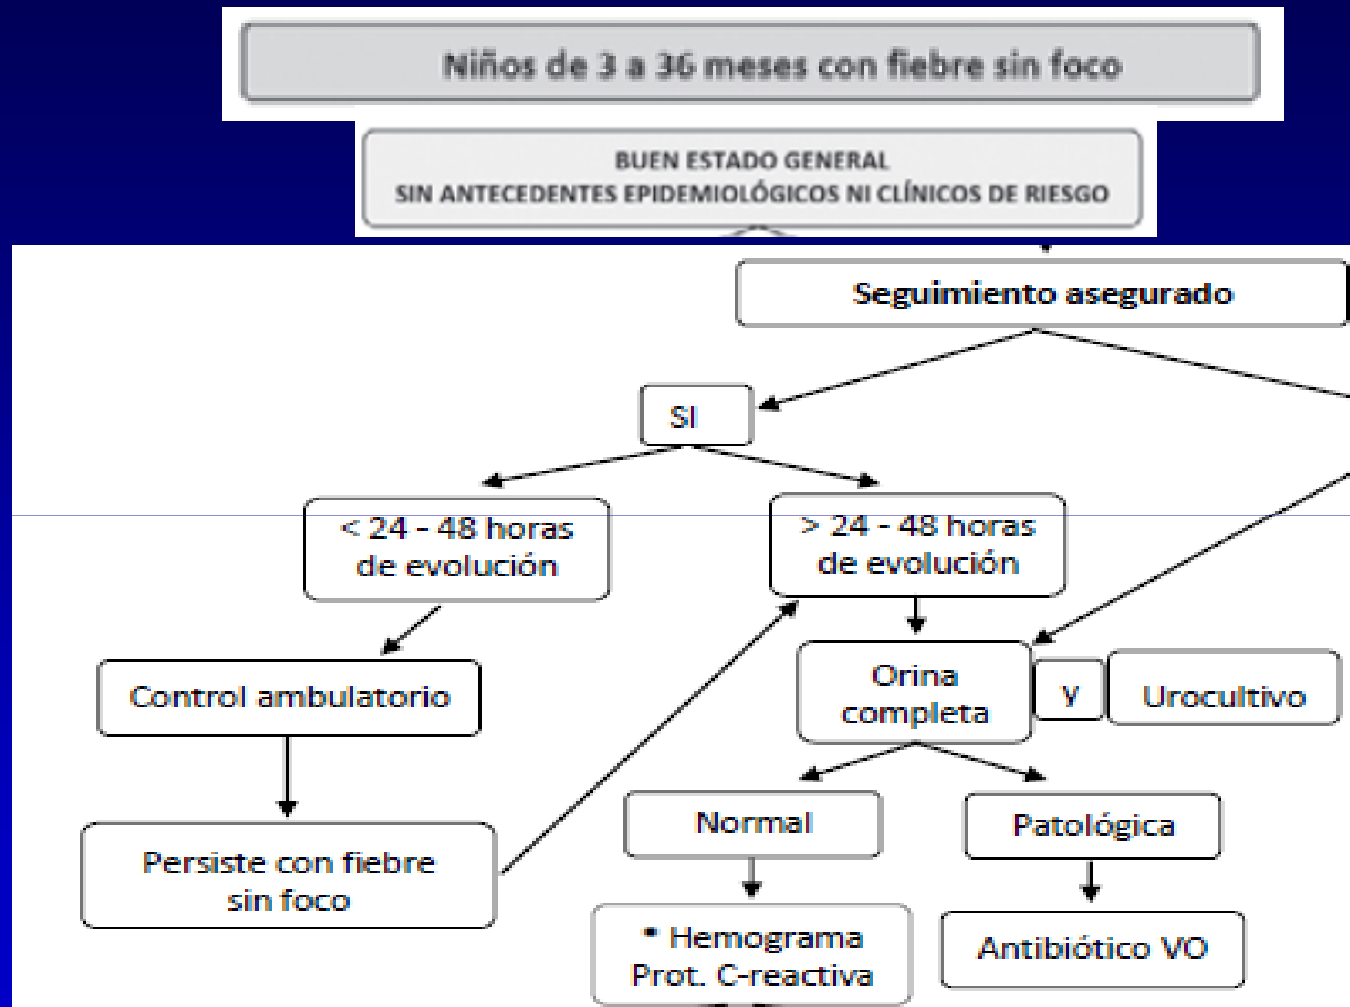 Niños de 3 a 36 meses con fiebre sin foco
BUEN ESTADO GENERAL
SIN ANTECEDENTES EPIDEMIOLÓGICOS NI CLÍNICOS DE RIESGO
Seguimiento asegurado
SI
< 24 - 48 horas
de evolución
> 24 - 48 horas
de evolución
Control ambulatorio
Orina
completa
y
Urocultivo
Persiste con fiebre
sin foco
Normal
Patológica
* Hemograma
Prot. C-reactiva
Antibiótico VO